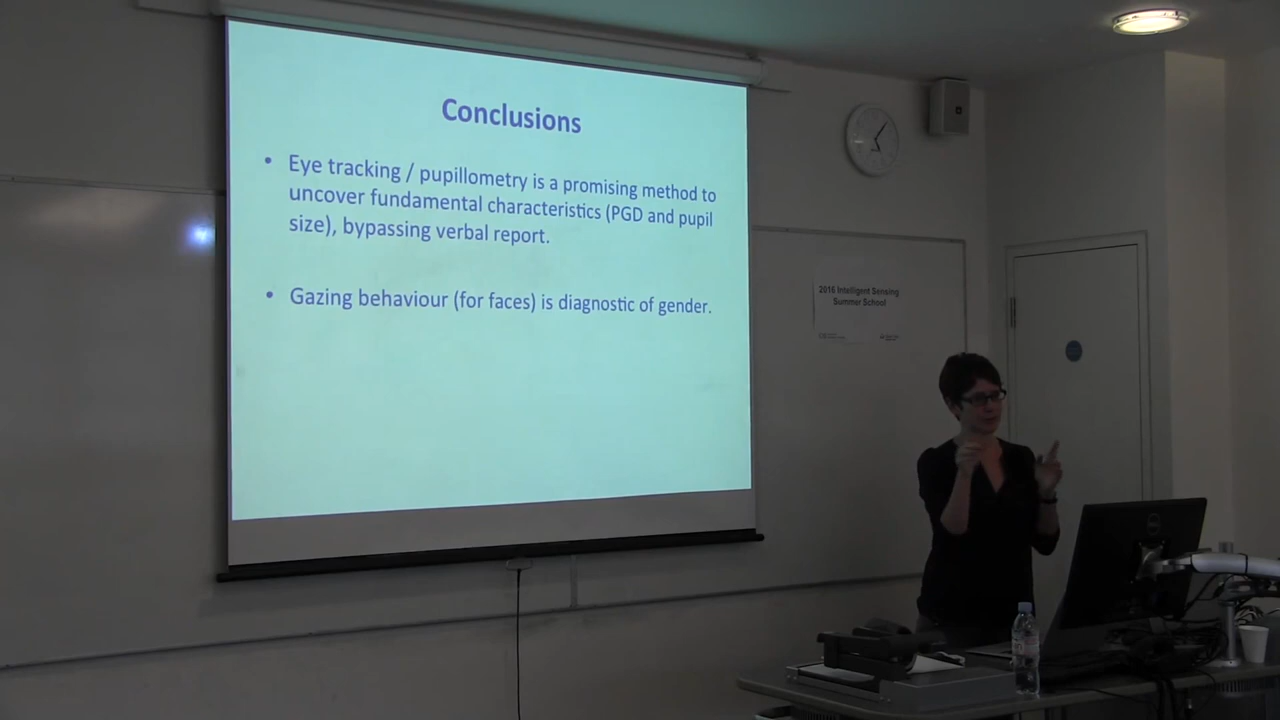 Conclusions
• Eye tracking / pupillometry is a promising method to
uncover fundamental characteristics (PGD and pupil
size), bypassing verbal report.
• Gazing behaviour (for faces) is diagnostic of gender.
2016 Intelligent Sensing
Summer School